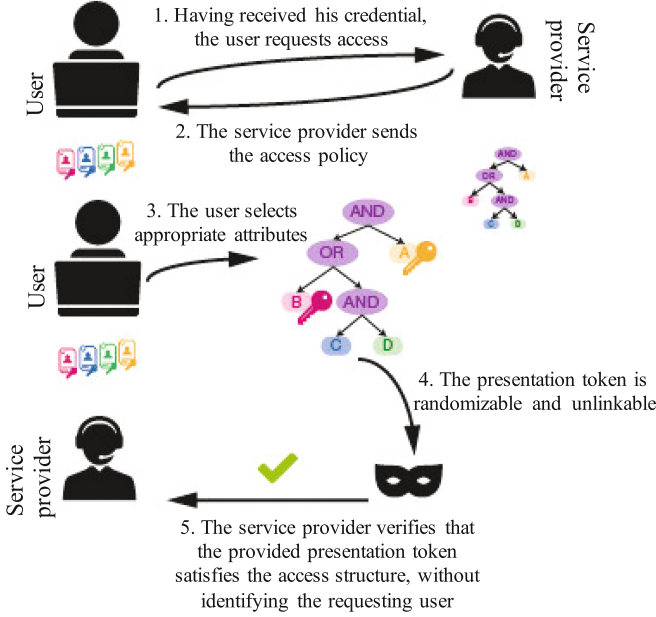 1. Having received his credential,
the user requests access
User
Service
provider
2. The service provider sends
the access policy
AND
OR
A
B
AND
C
D
3. The user selects
appropriate attributes
User
AND
OR
A
B
AND
C
D
4. The presentation token is
randomizable and unlinkable
Service
provider
5. The service provider verifies that
the provided presentation token
satisfies the access structure, without
identifying the requesting user